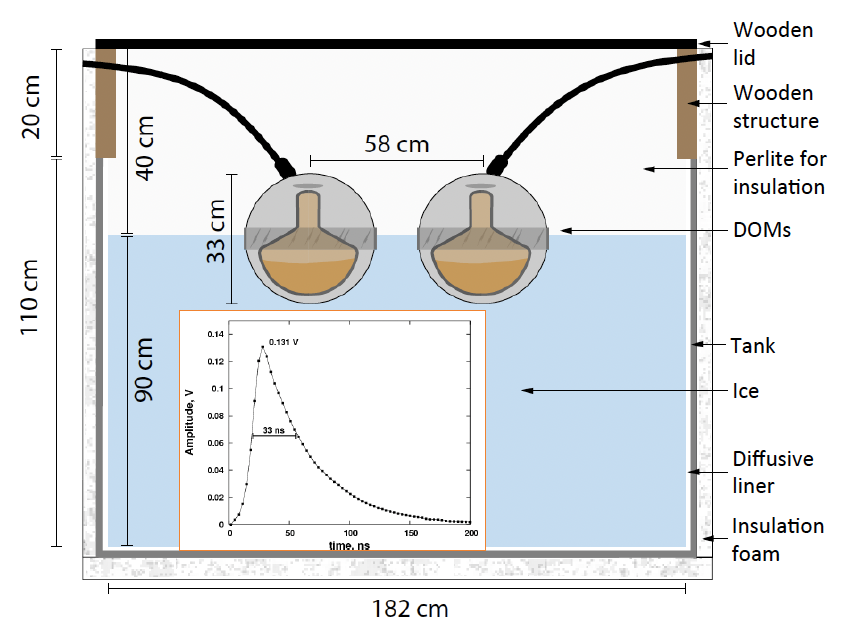 Wooden
lid
20 cm
40 cm
Wooden
structure
58 cm
Perlite for
insulation
33 cm
DOMs
110 cm
90 cm
Tank
Ice
0.14
0.12
0.1
0.08
0.06
0.04
0.02
0
Amplitude, V
0.131 V
33 ns
0
50
100
150
200
time, ns
Diffusive
liner
Insulation
foam
182 cm